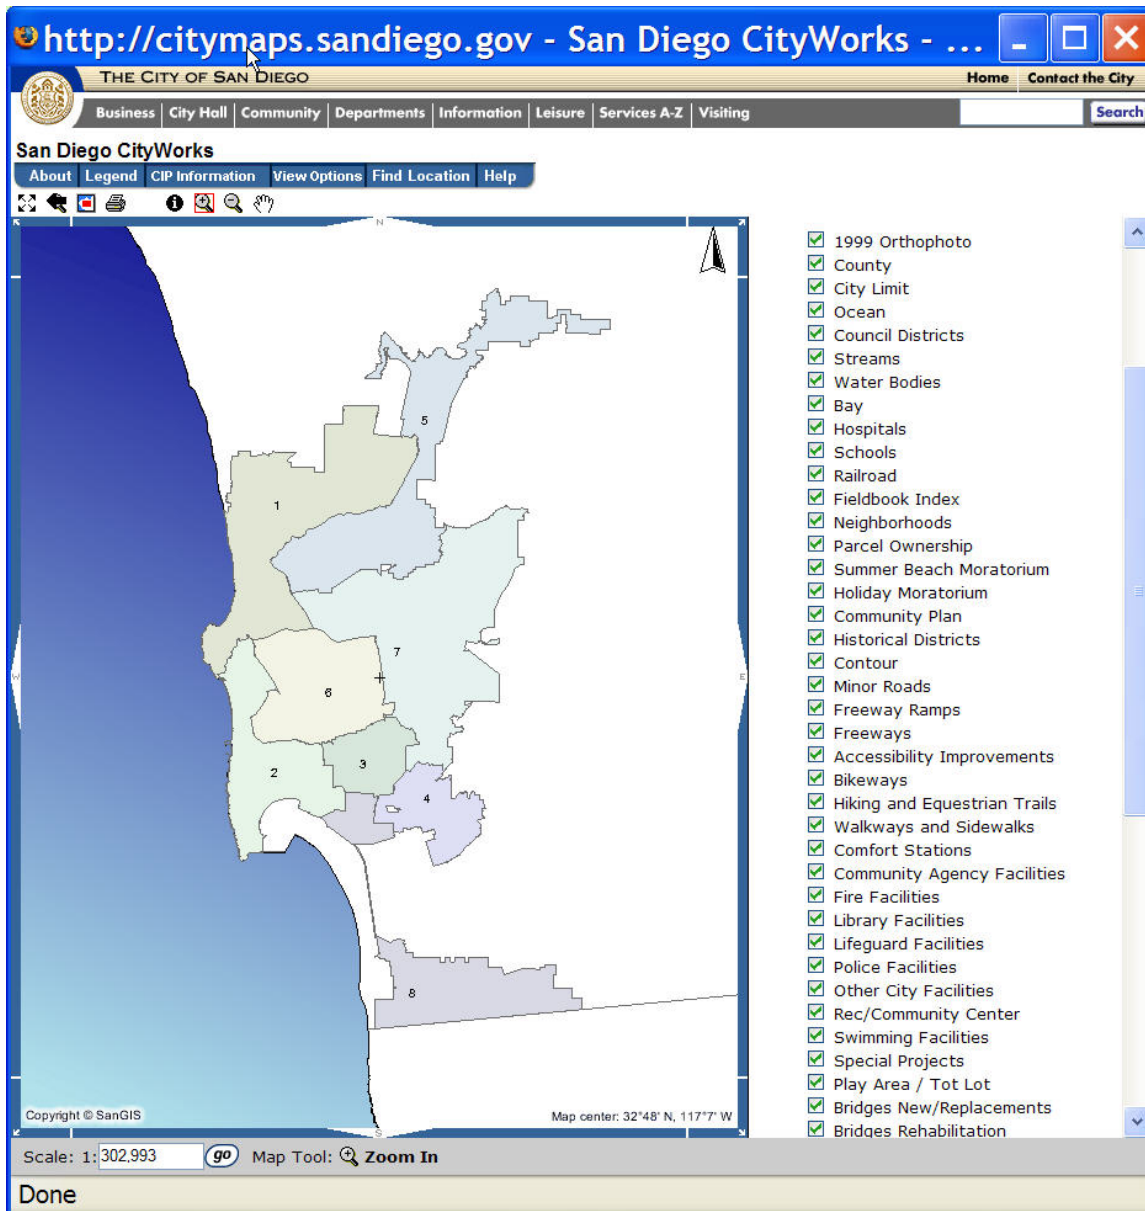 http://citymaps.sandiego.gov - San Diego CityWorks - ...
THE CITY OF SAN DIEGO
Home Contact the City
Business City Hall Community Departments Information Leisure Services A-Z Visiting
Search
San Diego CityWorks
About Legend CIP Information View Options Find Location Help
N
W
E
S
5
1
7
6
2
3
4
8
Copyright © SanGIS
Map center: 32°48' N, 117°7' W
1999 Orthophoto
County
City Limit
Ocean
Council Districts
Streams
Water Bodies
Bay
Hospitals
Schools
Railroad
Fieldbook Index
Neighborhoods
Parcel Ownership
Summer Beach Moratorium
Holiday Moratorium
Community Plan
Historical Districts
Contour
Minor Roads
Freeway Ramps
Freeways
Accessibility Improvements
Bikeways
Hiking and Equestrian Trails
Walkways and Sidewalks
Comfort Stations
Community Agency Facilities
Fire Facilities
Library Facilities
Lifeguard Facilities
Police Facilities
Other City Facilities
Rec/Community Center
Swimming Facilities
Special Projects
Play Area / Tot Lot
Bridges New/Replacements
Bridges Rehabilitation
Scale: 1: 302,993 go Map Tool: Zoom In
Done